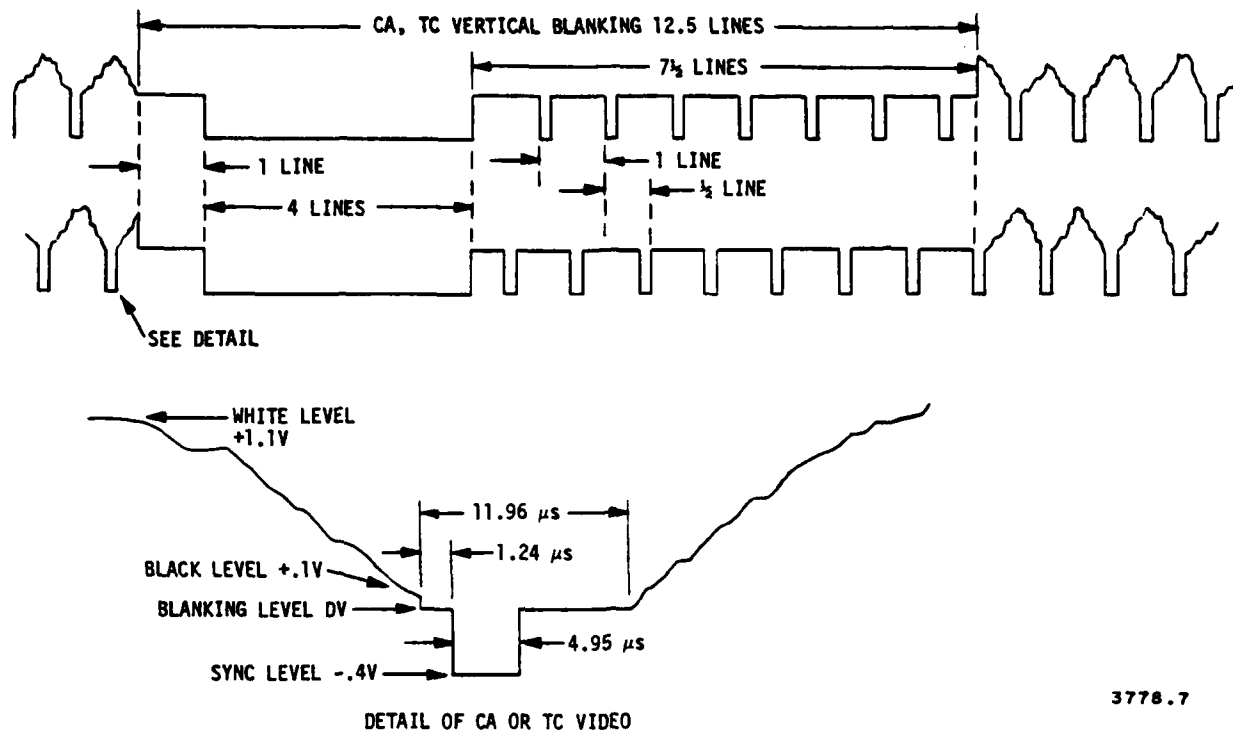 CA, TC VERTICAL BLANKING 12.5 LINES
7½ LINES
1 LINE
1 LINE
½ LINE
4 LINES
SEE DETAIL
WHITE LEVEL
+1.1V
11.96 µs
1.24 µs
BLACK LEVEL +.1V
BLANKING LEVEL DV
4.95 µs
SYNC LEVEL -.4V
3778.7
DETAIL OF CA OR TC VIDEO